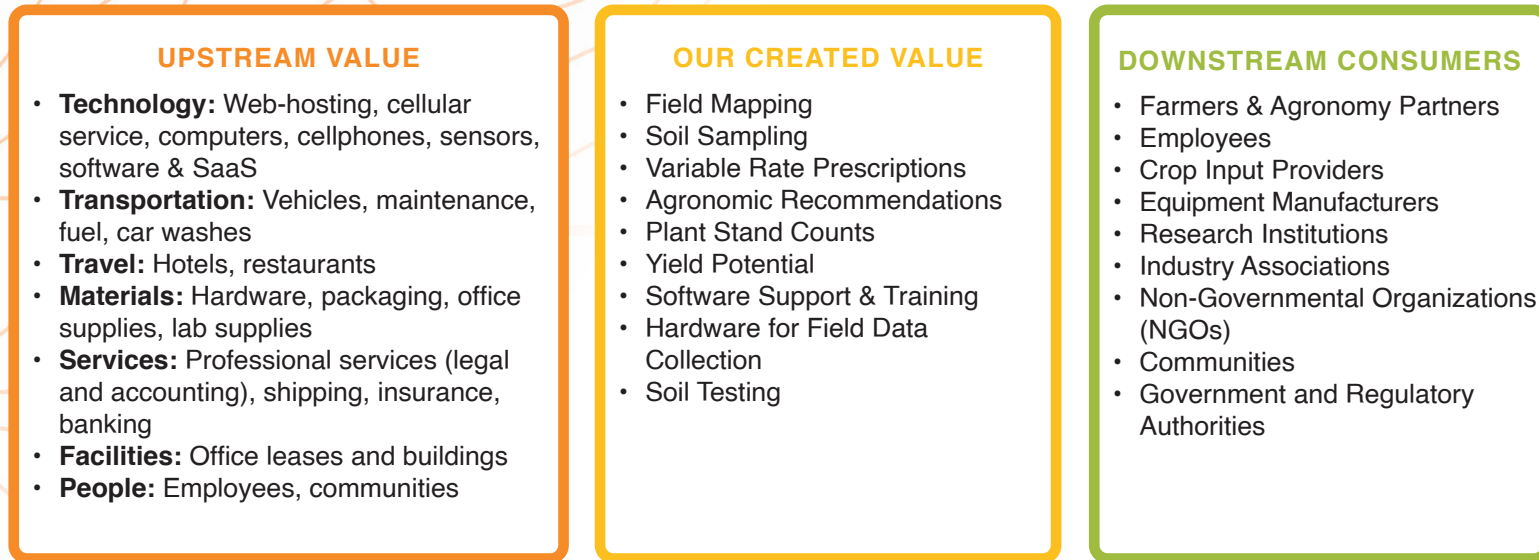 UPSTREAM VALUE
• Technology: Web-hosting, cellular
service, computers, cellphones, sensors,
software & SaaS
• Transportation: Vehicles, maintenance,
fuel, car washes
• Travel: Hotels, restaurants
• Materials: Hardware, packaging, office
supplies, lab supplies
• Services: Professional services (legal
and accounting), shipping, insurance,
banking
• Facilities: Office leases and buildings
• People: Employees, communities
OUR CREATED VALUE
• Field Mapping
• Soil Sampling
• Variable Rate Prescriptions
• Agronomic Recommendations
• Plant Stand Counts
• Yield Potential
• Software Support & Training
• Hardware for Field Data
Collection
• Soil Testing
DOWNSTREAM CONSUMERS
• Farmers & Agronomy Partners
• Employees
• Crop Input Providers
• Equipment Manufacturers
• Research Institutions
• Industry Associations
• Non-Governmental Organizations
(NGOs)
• Communities
• Government and Regulatory
Authorities